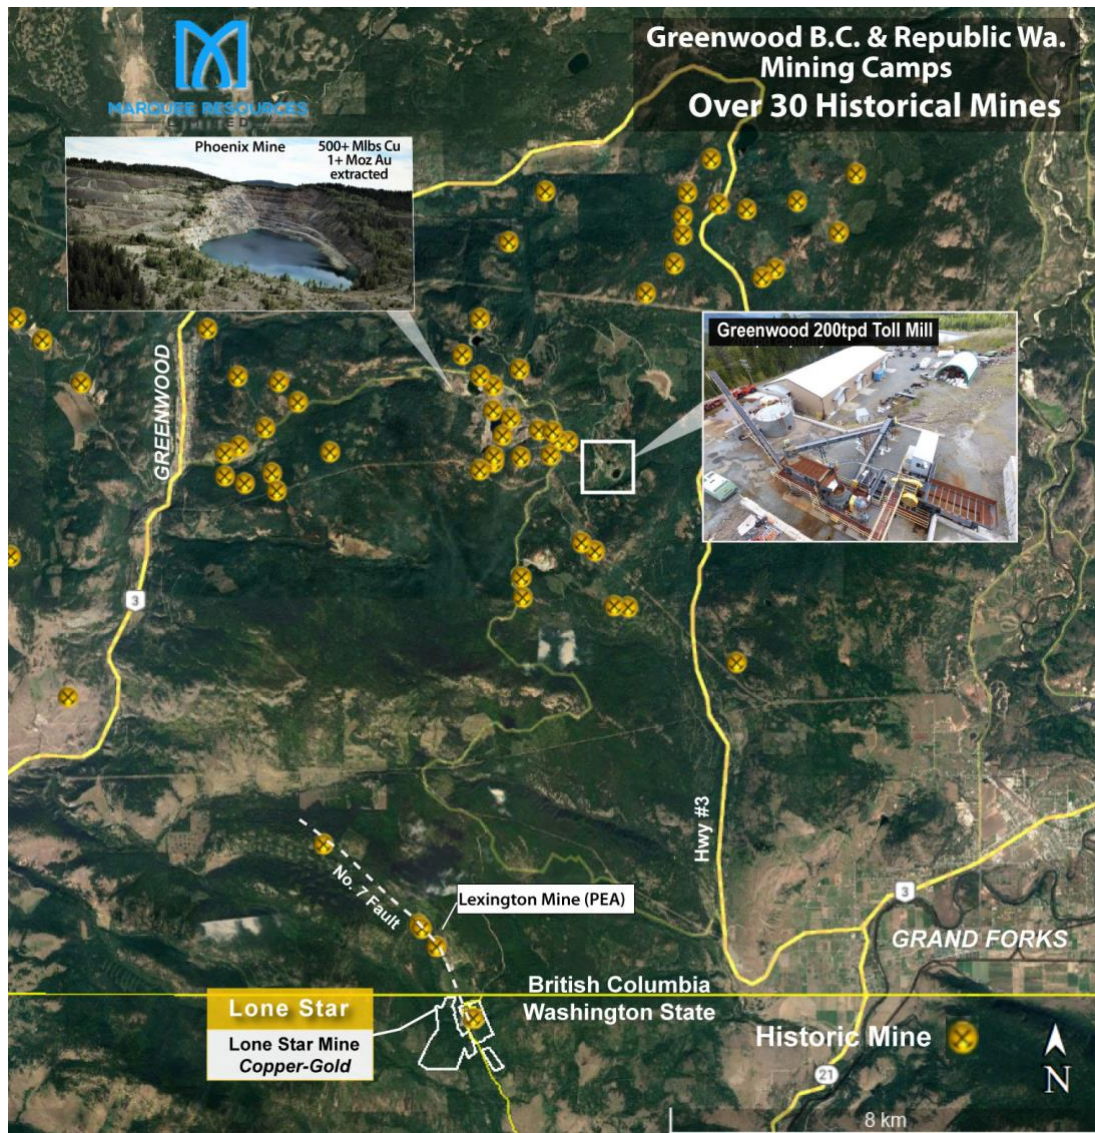 Greenwood B.C. & Republic Wa.
Mining Camps
Over 30 Historical Mines
MARQUEE RESOURCES
LIMITED
Phoenix Mine
500+ Mlbs Cu
1+ Moz Au
extracted
Greenwood 200tpd Toll Mill
GREENWOOD
3
Hwy #3
No. 7 Fault
Lexington Mine (PEA)
3
GRAND FORKS
British Columbia
Washington State
Lone Star
Lone Star Mine
Copper-Gold
Historic Mine
21
N
8 km